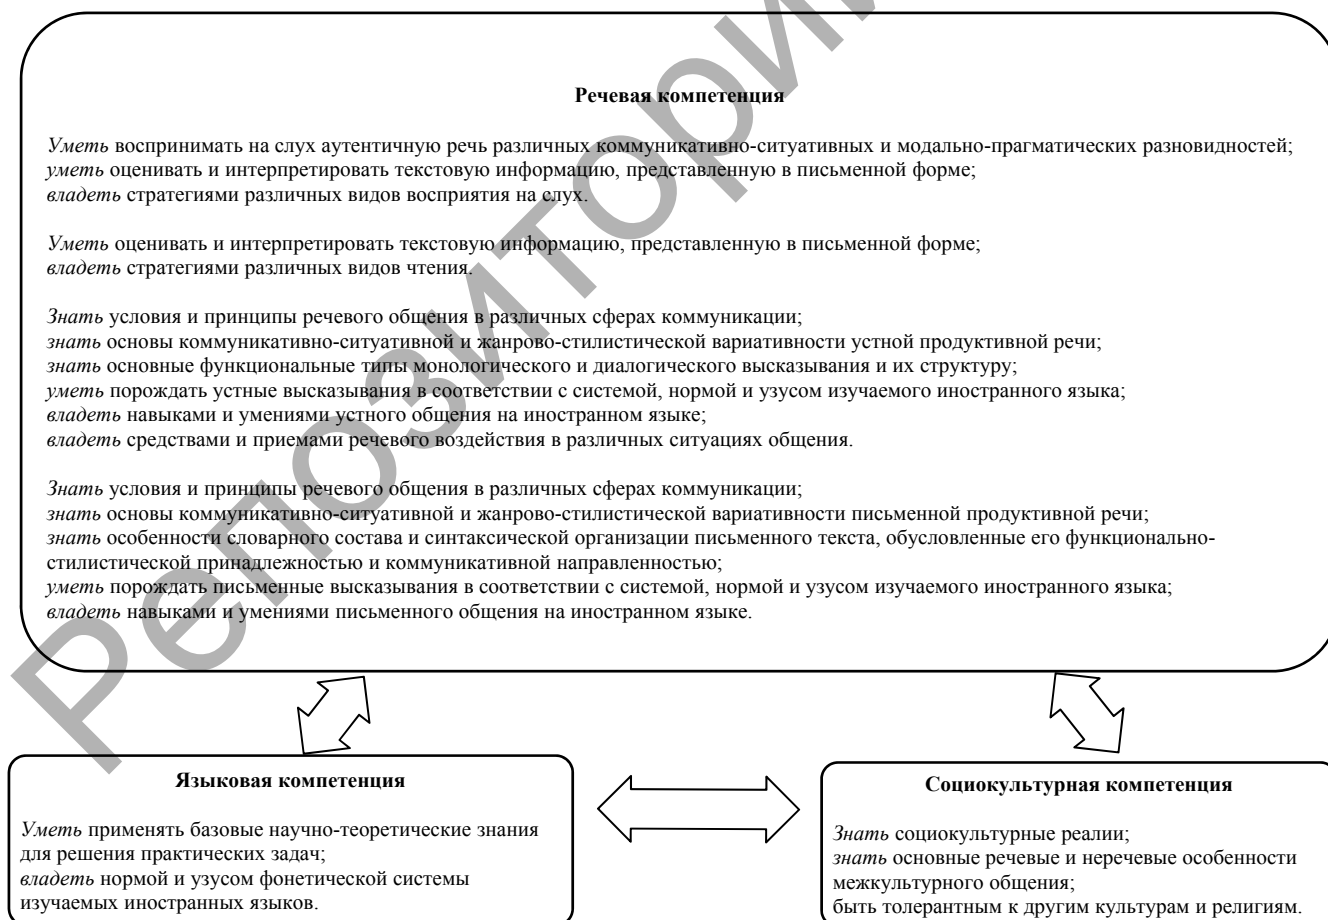 Речевая компетенция
Уметь воспринимать на слух аутентичную речь различных коммуникативно-ситуативных и модально-прагматических разновидностей;
уметь оценивать и интерпретировать текстовую информацию, представленную в письменной форме;
владеть стратегиями различных видов восприятия на слух.
Уметь оценивать и интерпретировать текстовую информацию, представленную в письменной форме;
владеть стратегиями различных видов чтения.
Знать условия и принципы речевого общения в различных сферах коммуникации;
знать основы коммуникативно-ситуативной и жанрово-стилистической вариативности устной продуктивной речи;
знать основные функциональные типы монологического и диалогического высказывания и их структуру;
уметь порождать устные высказывания в соответствии с системой, нормой и узусом изучаемого иностранного языка;
владеть навыками и умениями устного общения на иностранном языке;
владеть средствами и приемами речевого воздействия в различных ситуациях общения.
Знать условия и принципы речевого общения в различных сферах коммуникации;
знать основы коммуникативно-ситуативной и жанрово-стилистической вариативности письменной продуктивной речи;
знать особенности словарного состава и синтаксической организации письменного текста, обусловленные его функционально-
стилистической принадлежностью и коммуникативной направленностью;
уметь порождать письменные высказывания в соответствии с системой, нормой и узусом изучаемого иностранного языка;
владеть навыками и умениями письменного общения на иностранном языке.
Языковая компетенция
Уметь применять базовые научно-теоретические знания
для решения практических задач;
владеть нормой и узусом фонетической системы
изучаемых иностранных языков.
Социокультурная компетенция
Знать социокультурные реалии;
знать основные речевые и неречевые особенности
межкультурного общения;
быть толерантным к другим культурам и религиям.